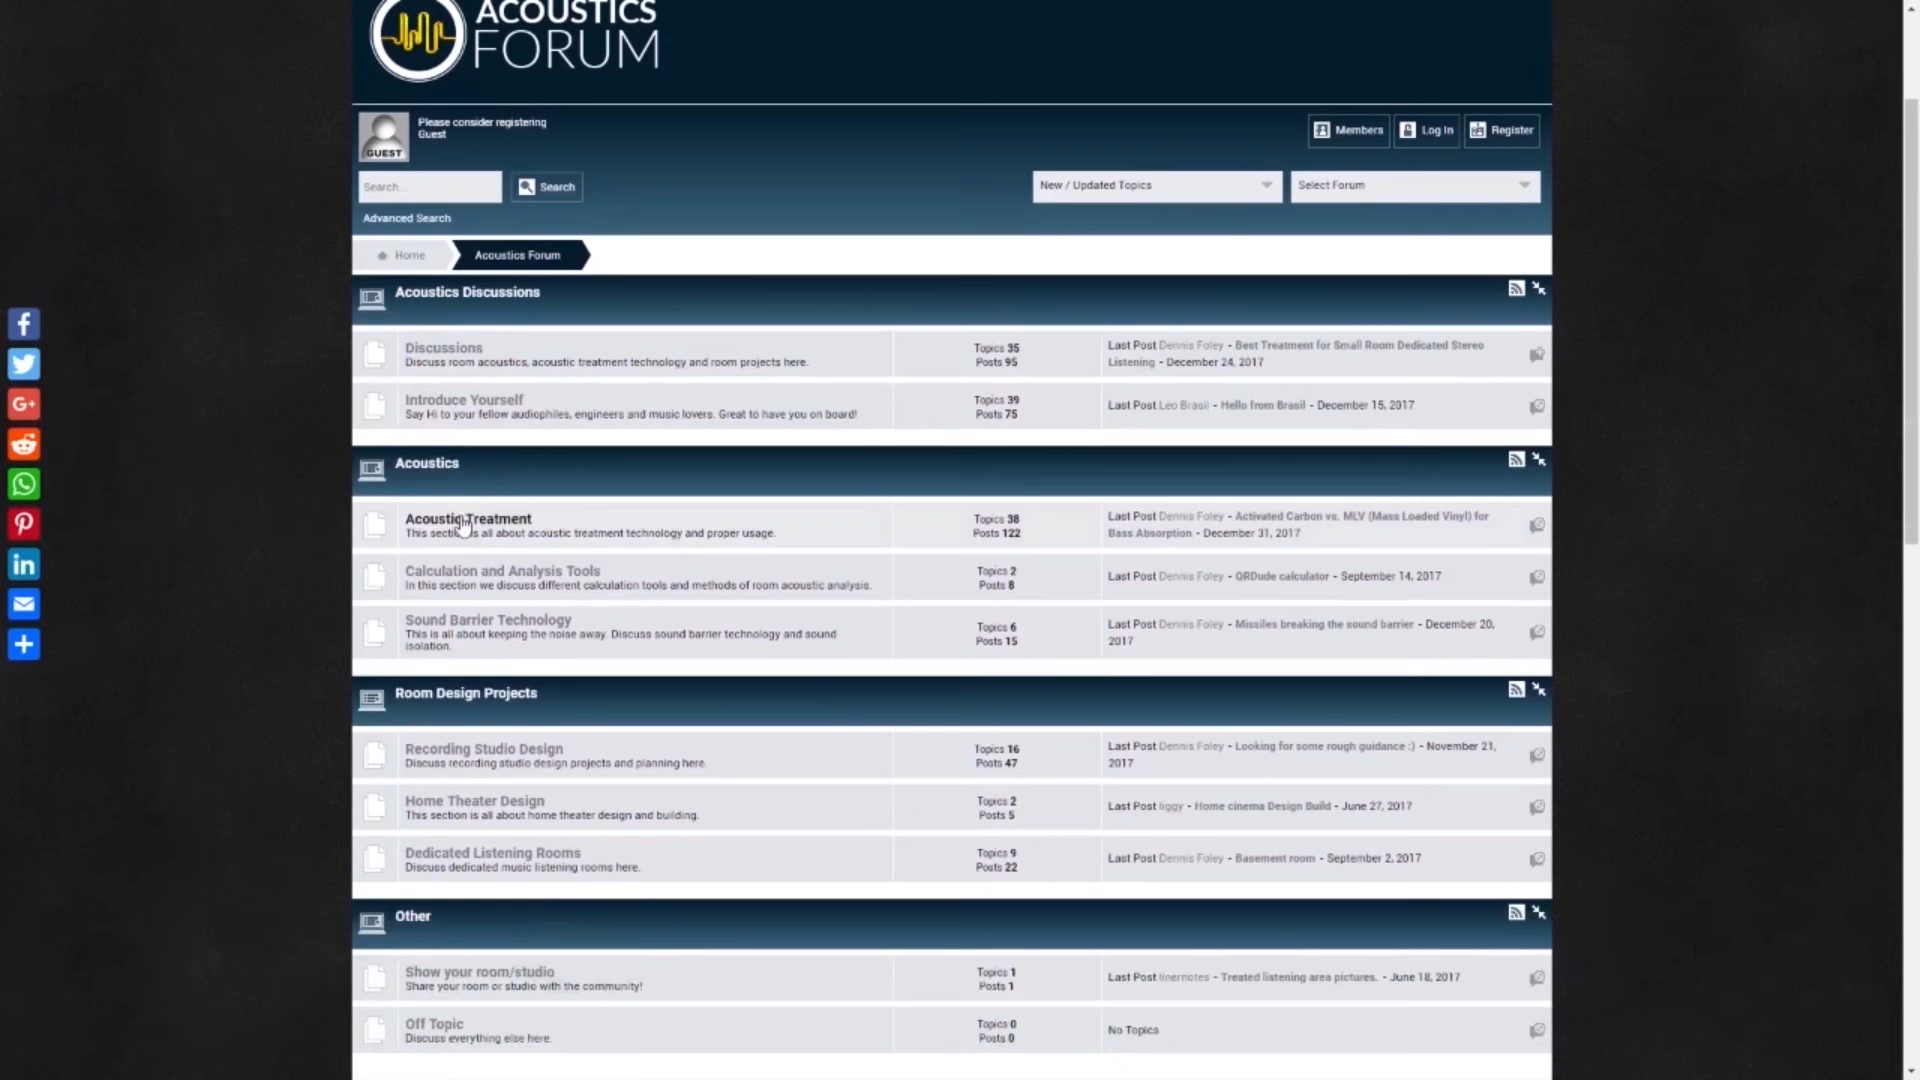 ACOUSTICS
FORUM
Please consider registering
Guest
GUEST
Members
Log In
Register
Search...
Search
New / Updated Topics
Select Forum
Advanced Search
Home
Acoustics Forum
Acoustics Discussions
Discussions
Discuss room acoustics, acoustic treatment technology and room projects here.
Topics 35
Posts 95
Last Post Dennis Foley - Best Treatment for Small Room Dedicated Stereo
Listening - December 24, 2017
Introduce Yourself
Say Hi to your fellow audiophiles, engineers and music lovers. Great to have you on board!
Topics 39
Posts 75
Last Post Leo Brasil - Hello from Brasil - December 15, 2017
Acoustics
Acoustic Treatment
This section is all about acoustic treatment technology and proper usage.
Topics 38
Posts 122
Last Post Dennis Foley - Activated Carbon vs. MLV (Mass Loaded Vinyl) for
Bass Absorption - December 31, 2017
Calculation and Analysis Tools
In this section we discuss different calculation tools and methods of room acoustic analysis.
Topics 2
Posts 8
Last Post Dennis Foley - QRDude calculator - September 14, 2017
Sound Barrier Technology
This is all about keeping the noise away. Discuss sound barrier technology and sound
isolation.
Topics 6
Posts 15
Last Post Dennis Foley - Missiles breaking the sound barrier - December 20,
2017
Room Design Projects
Recording Studio Design
Discuss recording studio design projects and planning here.
Topics 16
Posts 47
Last Post Dennis Foley - Looking for some rough guidance :) - November 21,
2017
Home Theater Design
This section is all about home theater design and building.
Topics 2
Posts 5
Last Post liggy - Home cinema Design Build - June 27, 2017
Dedicated Listening Rooms
Discuss dedicated music listening rooms here.
Topics 9
Posts 22
Last Post Dennis Foley - Basement room - September 2, 2017
Other
Show your room/studio
Share your room or studio with the community!
Topics 1
Posts 1
Last Post linernotes - Treated listening area pictures. - June 18, 2017
Off Topic
Discuss everything else here.
Topics 0
Posts 0
No Topics